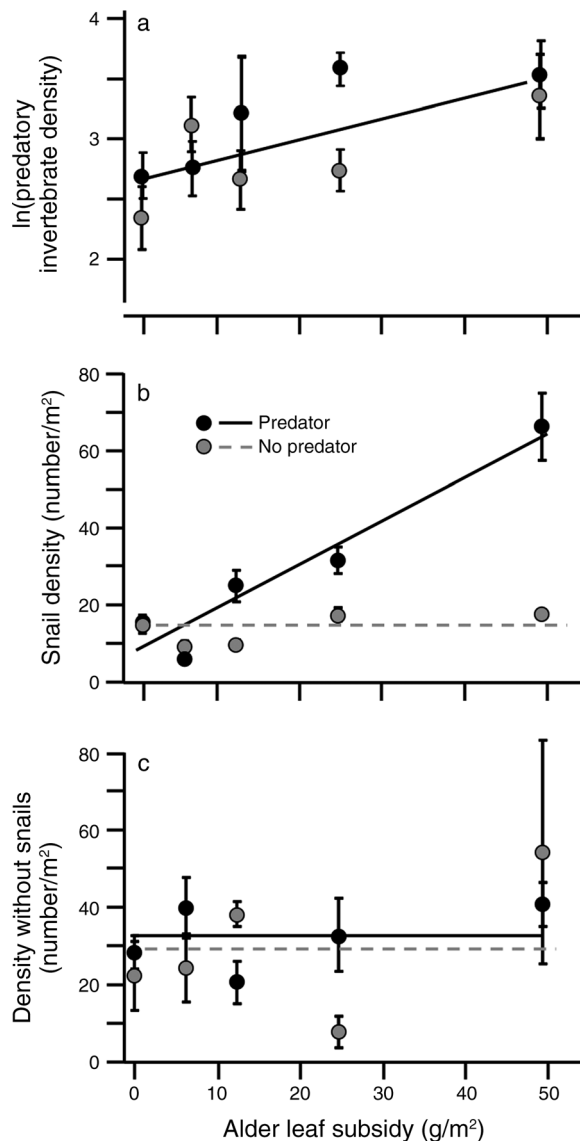 a
4
3
2
ln(predatory
invertebrate density)
b
80
60
40
20
0
Snail density (number/m²)
Predator
No predator
c
80
60
40
20
0
Density without snails
(number/m²)
0 10 20 30 40 50
Alder leaf subsidy (g/m²)